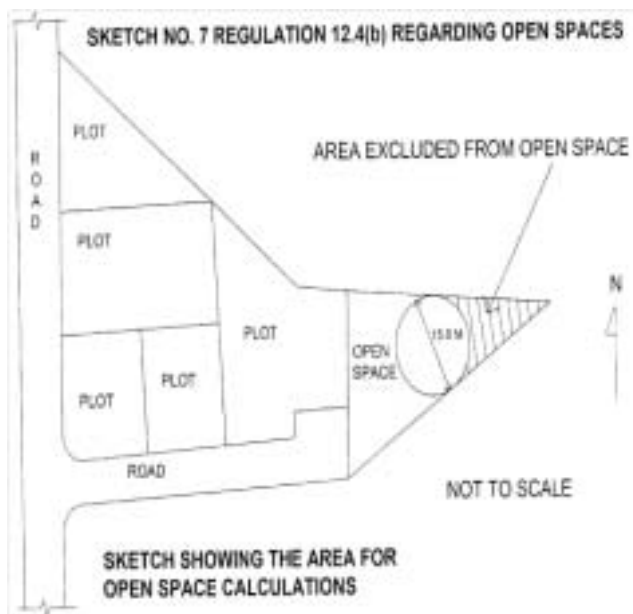 SKETCH NO. 7 REGULATION 12.4(b) REGARDING OPEN SPACES
PLOT
AREA EXCLUDED FROM OPEN SPACE
ROAD
PLOT
N
PLOT
15.0 M
OPEN
SPACE
PLOT
PLOT
ROAD
NOT TO SCALE
SKETCH SHOWING THE AREA FOR
OPEN SPACE CALCULATIONS